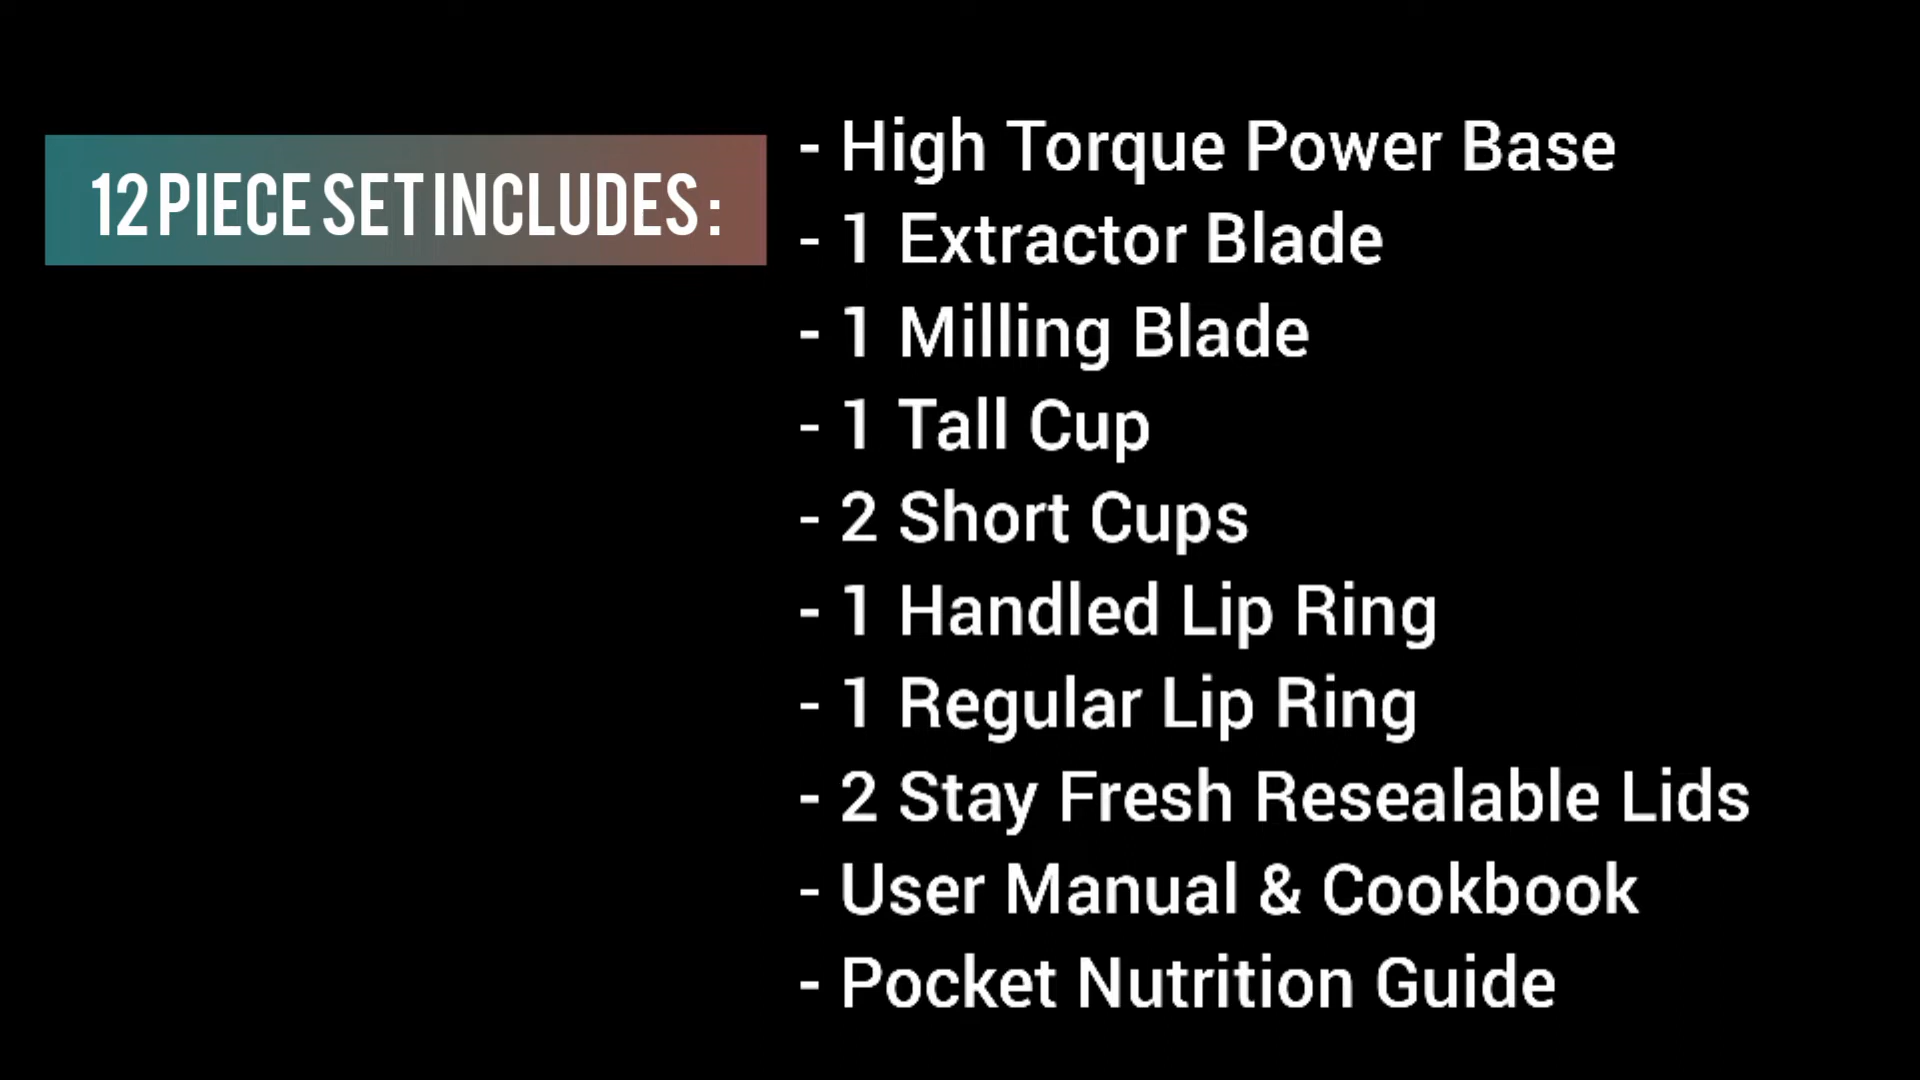 12 PIECE SET INCLUDES :
- High Torque Power Base
- 1 Extractor Blade
- 1 Milling Blade
- 1 Tall Cup
- 2 Short Cups
- 1 Handled Lip Ring
- 1 Regular Lip Ring
- 2 Stay Fresh Resealable Lids
- User Manual & Cookbook
- Pocket Nutrition Guide